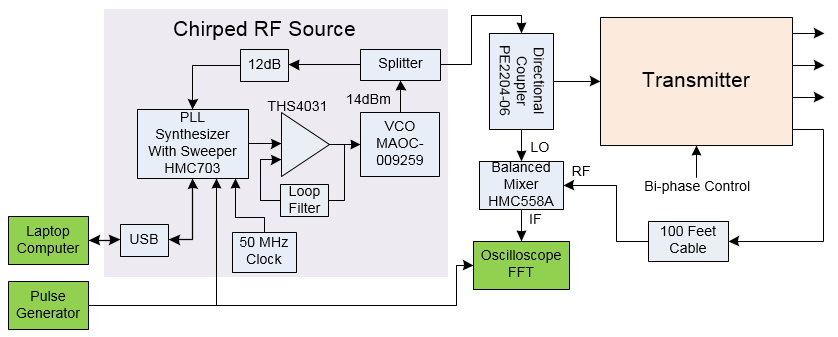 Chirped RF Source
12dB
Splitter
14dBm
THS4031
PLL
Synthesizer
With Sweeper
HMC703
VCO
MAOC-
009259
Loop
Filter
50 MHz
Clock
USB
Laptop
Computer
Pulse
Generator
Directional
Coupler
PE2204-06
LO
Balanced
Mixer
HMC558A
RF
IF
Oscilloscope
FFT
Transmitter
Bi-phase Control
100 Feet
Cable